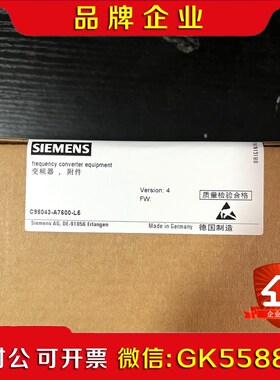 品牌企业
SIEMENS
frequency converter equipment
变频器，附件
Version: 4
FW:
质量检验合格
C98043-A7600-L6
Siemens AG, DE-91056 Erlangen
Made in Germany 德国制造
企业
对公 可开票 微信:GK5588